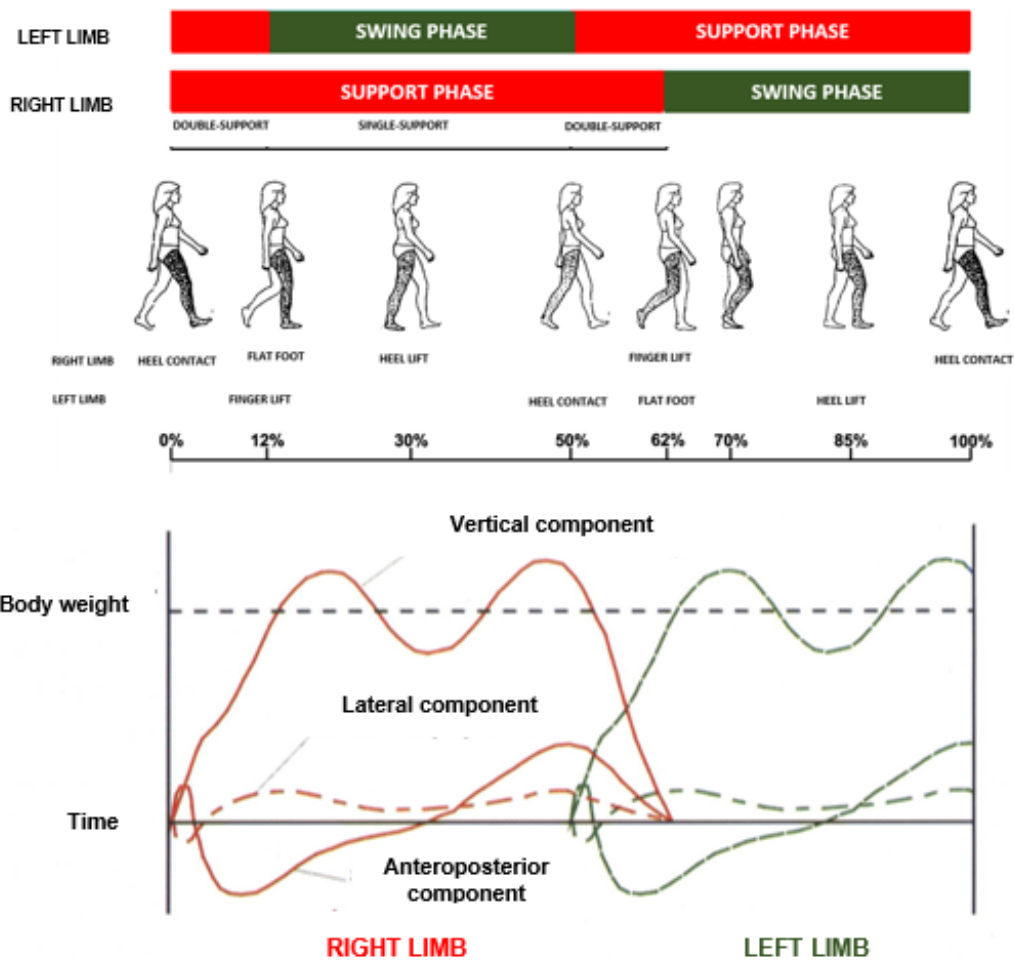 LEFT LIMB
SWING PHASE
SUPPORT PHASE
RIGHT LIMB
SUPPORT PHASE
SWING PHASE
DOUBLE-SUPPORT
SINGLE-SUPPORT
DOUBLE-SUPPORT
RIGHT LIMB
HEEL CONTACT
FLAT FOOT
HEEL LIFT
FINGER LIFT
HEEL CONTACT
LEFT LIMB
FINGER LIFT
HEEL CONTACT
FLAT FOOT
HEEL LIFT
0%
12%
30%
50%
62%
70%
85%
100%
Vertical component
Body weight
Lateral component
Time
Anteroposterior
component
RIGHT LIMB
LEFT LIMB